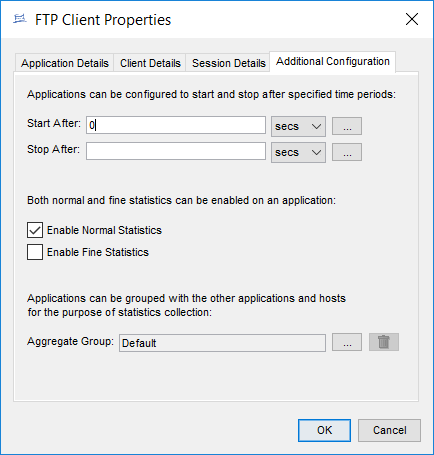 FTP Client Properties
Application Details Client Details Session Details Additional Configuration
Applications can be configured to start and stop after specified time periods:
Start After: 0 secs ...
Stop After: secs ...
Both normal and fine statistics can be enabled on an application:
Enable Normal Statistics
Enable Fine Statistics
Applications can be grouped with the other applications and hosts
for the purpose of statistics collection:
Aggregate Group: Default ...
OK Cancel